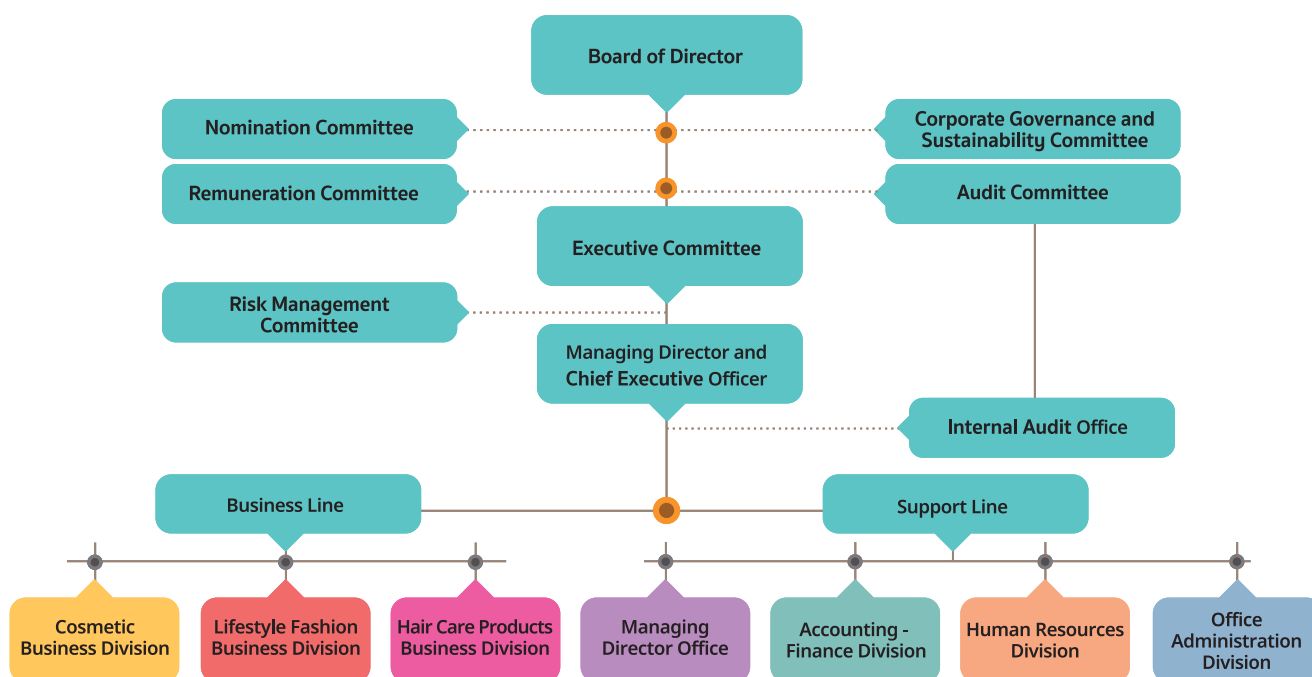 Board of Director
Nomination Committee
Corporate Governance and
Sustainability Committee
Remuneration Committee
Audit Committee
Executive Committee
Risk Management
Committee
Managing Director and
Chief Executive Officer
Internal Audit Office
Business Line
Support Line
Cosmetic
Business Division
Lifestyle Fashion
Business Division
Hair Care Products
Business Division
Managing
Director Office
Accounting -
Finance Division
Human Resources
Division
Office
Administration
Division